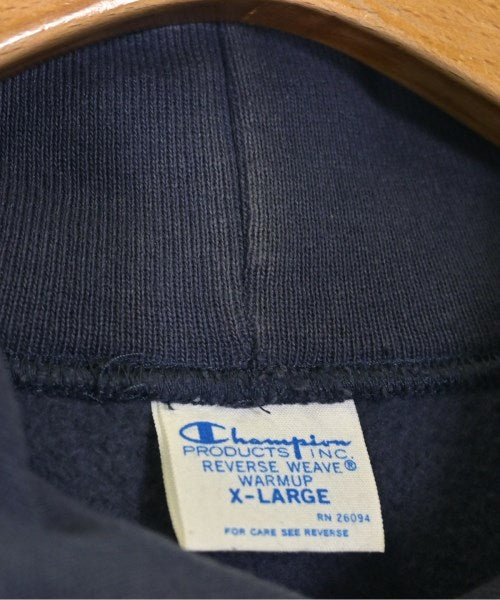 Champion
PRODUCTS INC.
REVERSE WEAVE®
WARMUP
X-LARGE
RN 26094
FOR CARE SEE REVERSE